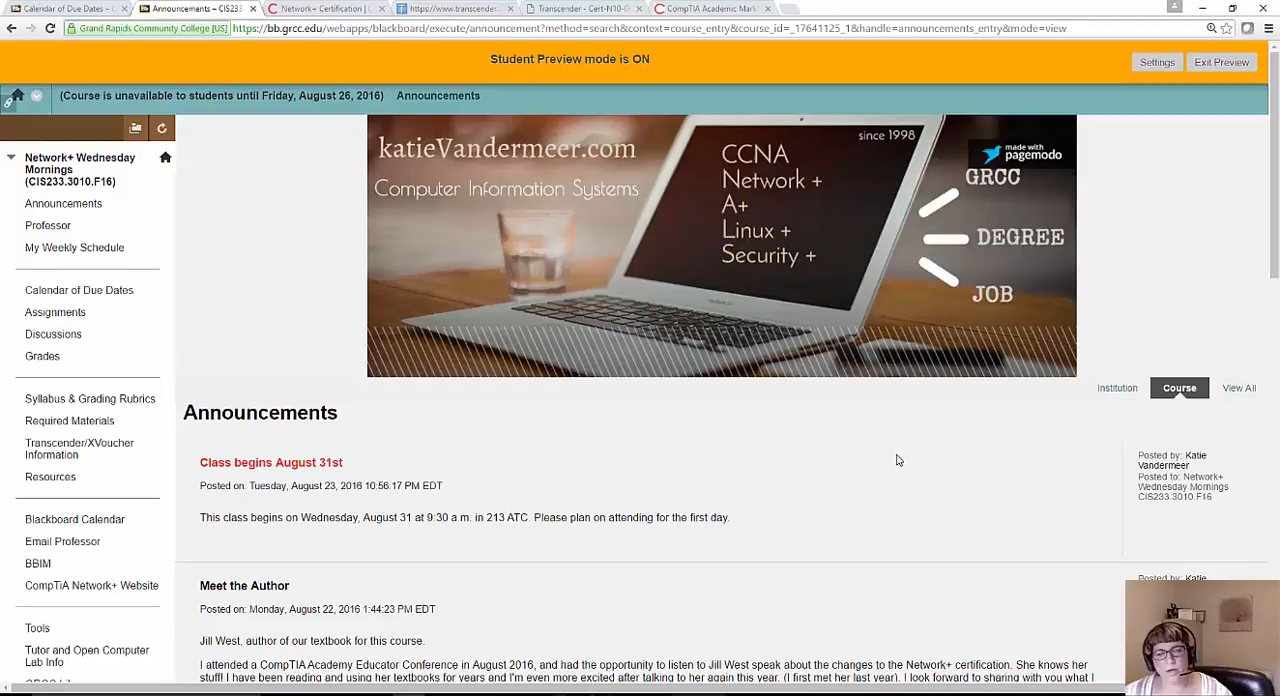 Calendar of Due Dates –
Announcements – CIS233
Network+ Certification |
https://www.transcender.
Transcender - Cert-N10-0
CompTIA Academic Mar
Grand Rapids Community College [US]
https://bb.grcc.edu/webapps/blackboard/execute/announcement?method=search&context=course_entry&course_id=_17641125_1&handle=announcements_entry&mode=view
Student Preview mode is ON
Settings
Exit Preview
(Course is unavailable to students until Friday, August 26, 2016)
Announcements
Network+ Wednesday
Mornings
(CIS233.3010.F16)
Announcements
Professor
My Weekly Schedule
Calendar of Due Dates
Assignments
Discussions
Grades
Syllabus & Grading Rubrics
Required Materials
Transcender/XVoucher
Information
Resources
Blackboard Calendar
Email Professor
BBIM
CompTiA Network+ Website
Tools
Tutor and Open Computer
Lab Info
katieVandermeer.com
Computer Information Systems
since 1998
CCNA
Network +
A+
Linux +
Security +
made with
pagemodo
GRCC
DEGREE
JOB
Institution
Course
View All
Announcements
Class begins August 31st
Posted on: Tuesday, August 23, 2016 10:56:17 PM EDT
This class begins on Wednesday, August 31 at 9:30 a.m. in 213 ATC. Please plan on attending for the first day.
Posted by: Katie
Vandermeer
Posted to: Network+
Wednesday Mornings
CIS233.3010.F16
Meet the Author
Posted on: Monday, August 22, 2016 1:44:23 PM EDT
Posted by: Katie
Jill West, author of our textbook for this course.
I attended a CompTIA Academy Educator Conference in August 2016, and had the opportunity to listen to Jill West speak about the changes to the Network+ certification. She knows her
stuff! I have been reading and using her textbooks for years and I'm even more excited after talking to her again this year. (I first met her last year). I look forward to sharing with you what I